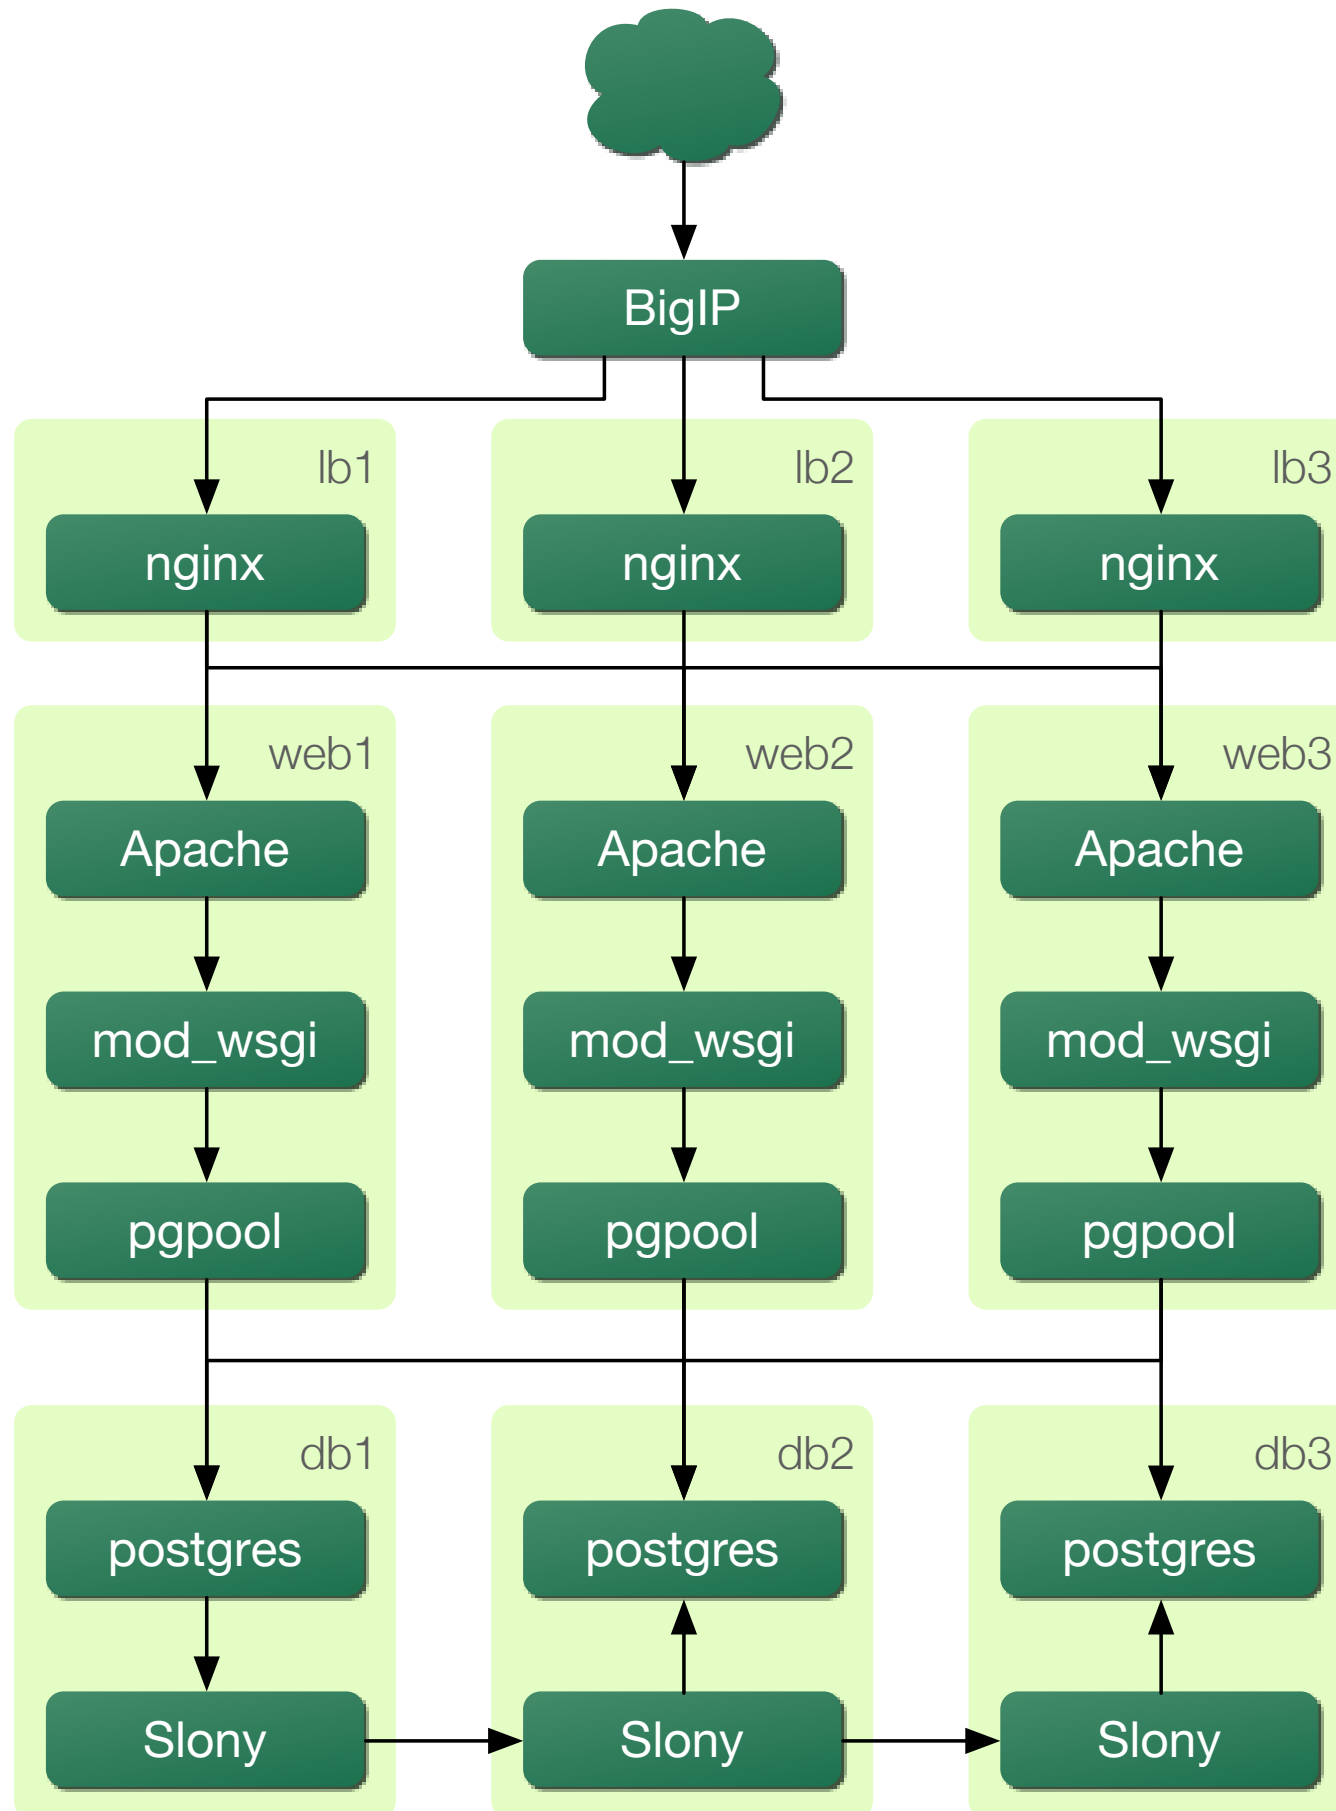 BigIP
lb1 lb2 lb3
nginx nginx nginx
web1 web2 web3
Apache Apache Apache
mod_wsgi mod_wsgi mod_wsgi
pgpool pgpool pgpool
db1 db2 db3
postgres postgres postgres
Slony Slony Slony